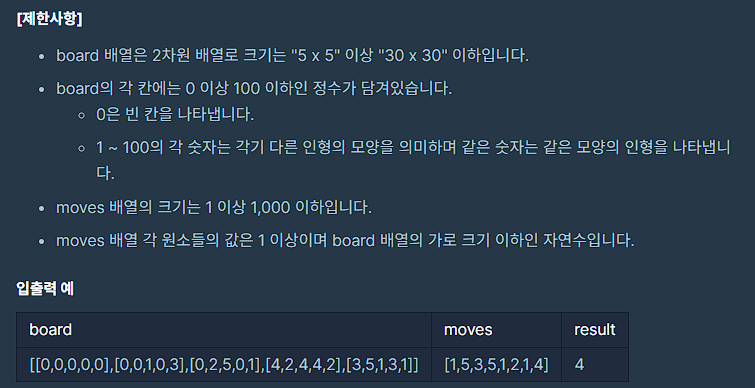 [제한사항]
board 배열은 2차원 배열로 크기는 "5 x 5" 이상 "30 x 30" 이하입니다.
board의 각 칸에는 0 이상 100 이하인 정수가 담겨있습니다.
0은 빈 칸을 나타냅니다.
1 ~ 100의 각 숫자는 각기 다른 인형의 모양을 의미하며 같은 숫자는 같은 모양의 인형을 나타냅니
다.
moves 배열의 크기는 1 이상 1,000 이하입니다.
moves 배열 각 원소들의 값은 1 이상이며 board 배열의 가로 크기 이하인 자연수입니다.
입출력 예
board moves result
[[0,0,0,0,0],[0,0,1,0,3],[0,2,5,0,1],[4,2,4,4,2],[3,5,1,3,1]] [1,5,3,5,1,2,1,4] 4